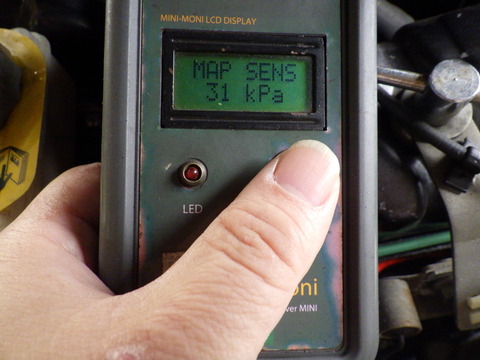 MINI-MONI LCD DISPLAY
MAP SENS
31 kPa
LED
oni
ver MINI